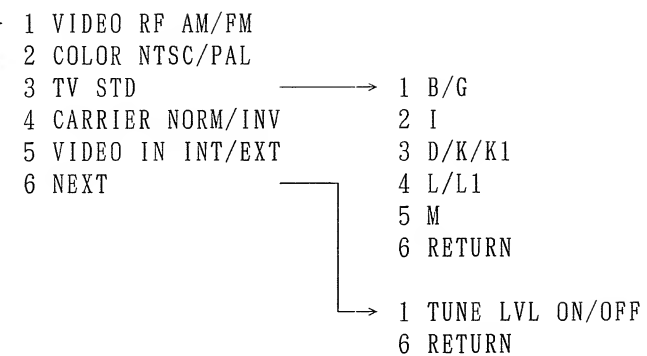 1 VIDEO RF AM/FM
2 COLOR NTSC/PAL
3 TV STD
4 CARRIER NORM/INV
5 VIDEO IN INT/EXT
6 NEXT
1 B/G
2 I
3 D/K/K1
4 L/L1
5 M
6 RETURN
1 TUNE LVL ON/OFF
6 RETURN